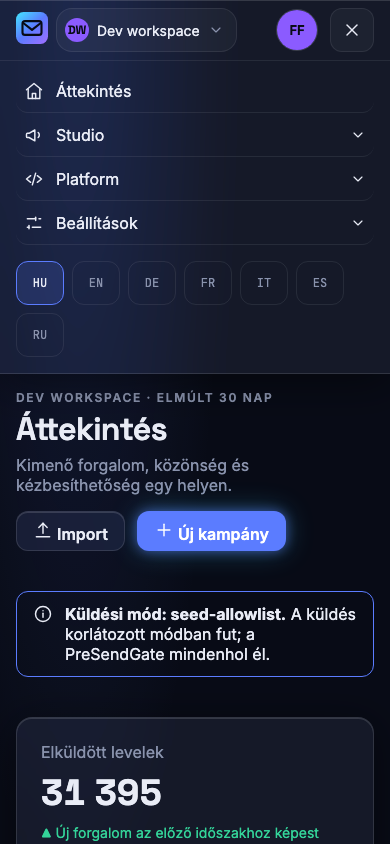 DW Dev workspace FF
Áttekintés
Studio
Platform
Beállítások
HU EN DE FR IT ES
RU
DEV WORKSPACE · ELMÚLT 30 NAP
Áttekintés
Kimenő forgalom, közönség és
kézbesíthetőség egy helyen.
Import Új kampány
Küldési mód: seed-allowlist. A küldés
korlátozott módban fut; a
PreSendGate mindenhol él.
Elküldött levelek
31 395
▲ Új forgalom az előző időszakhoz képest